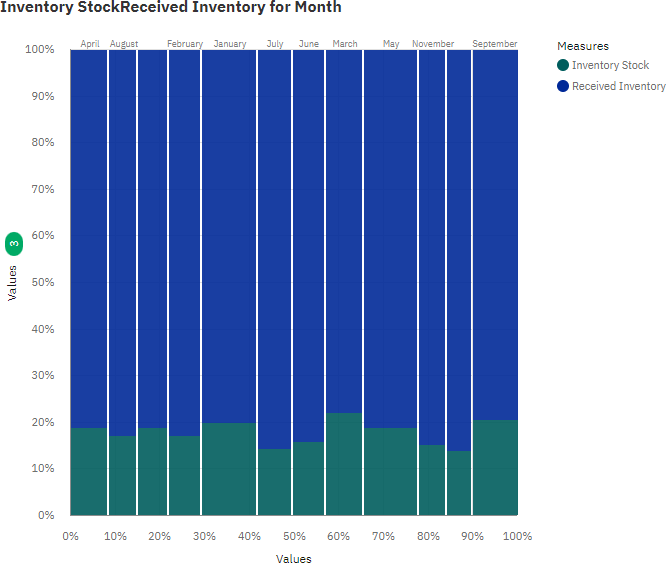 Inventory StockReceived Inventory for Month
April August February January July June March May November September
Measures
Inventory Stock
Received Inventory
100%
90%
80%
70%
60%
50%
40%
30%
20%
10%
0%
Values
3
0% 10% 20% 30% 40% 50% 60% 70% 80% 90% 100%
Values